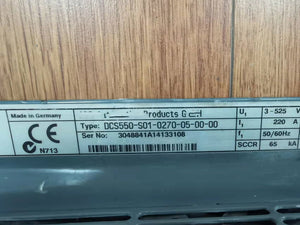 Made in Germany
Products G
U₁ 3~525 V
Type: DCS550-S01-0270-05-00-00
I₁ 220 A
Ser No: 3048841A14133108
f₁ 50/60Hz
CE
N713
SCCR 65 kA